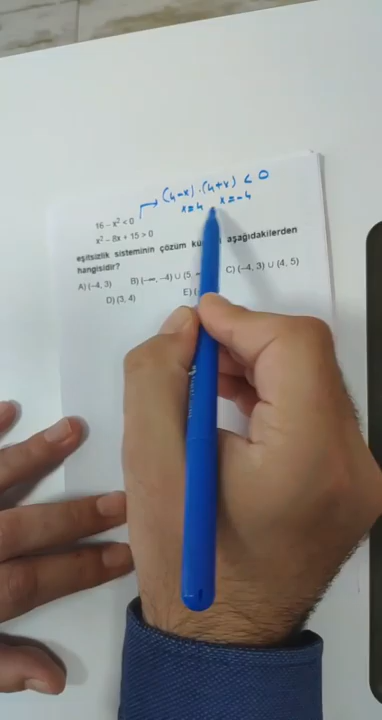 (4-x).(4+x) < 0
x=4 x=-4
16 - x² < 0
x² - 8x + 15 > 0
eşitsizlik sisteminin çözüm aşağıdakilerden
hangisidir?
A) (-4, 3) B) (-∞, -4) ∪ (5, C) (-4, 3) ∪ (4, 5)
D) (3, 4) E)